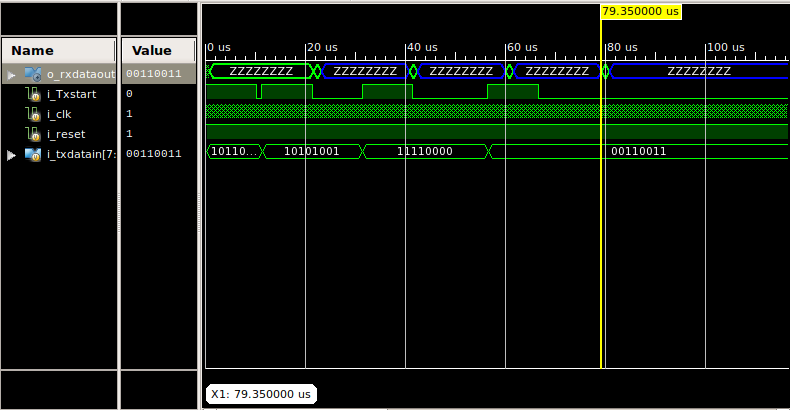 79.350000 us
Name Value
0 us 20 us 40 us 60 us 80 us 100 us
o_rxdataout 00110011 ZZZZZZZZ ZZZZZZZZ ZZZZZZZZ ZZZZZZZZ ZZZZZZZZ
i_Txstart 0
i_clk 1
i_reset 1
i_txdatain[7: 00110011 10110... 10101001 11110000 00110011
X1: 79.350000 us